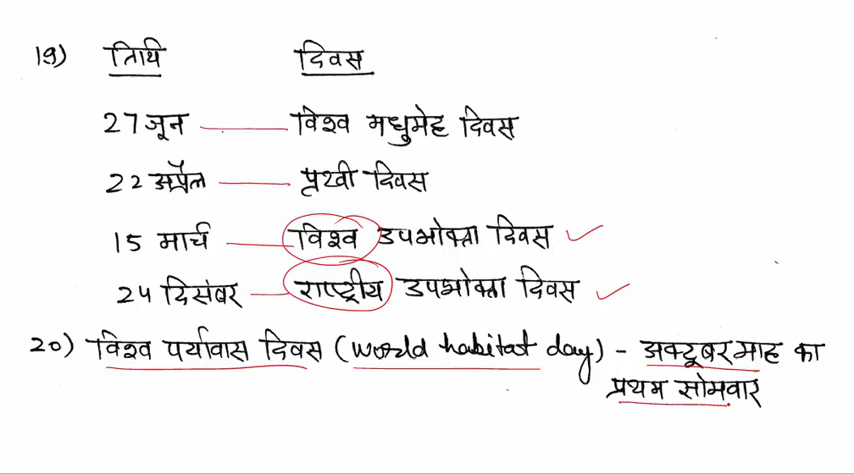 19) तिथि दिवस
27 जून — विश्व मधुमेह दिवस
22 अप्रैल — पृथ्वी दिवस
15 मार्च — विश्व उपभोक्ता दिवस ✓
24 दिसंबर — राष्ट्रीय उपभोक्ता दिवस ✓
20) विश्व पर्यावास दिवस (world habitat day) - अक्टूबर माह का
प्रथम सोमवार